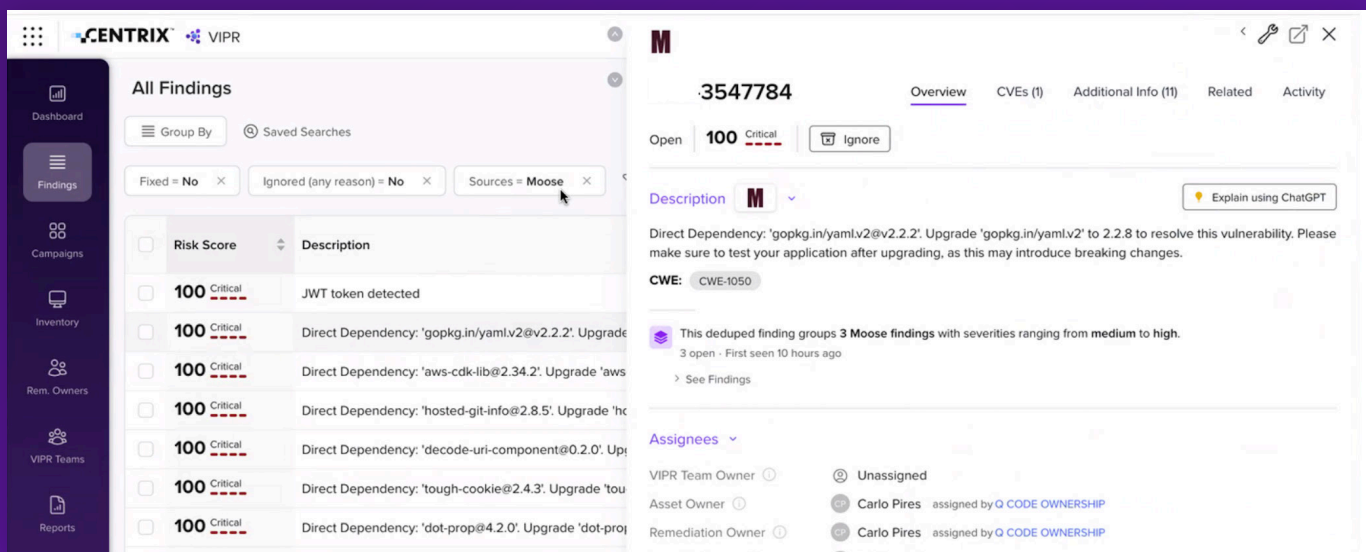 CENTRIX VIPR
Dashboard
Findings
Campaigns
Inventory
Rem. Owners
VIPR Teams
Reports
All Findings
Group By Saved Searches
Fixed = No × Ignored (any reason) = No × Sources = Moose ×
Risk Score Description
100 Critical JWT token detected
100 Critical Direct Dependency: 'gopkg.in/yaml.v2@v2.2.2'. Upgrade
100 Critical Direct Dependency: 'aws-cdk-lib@2.34.2'. Upgrade 'aws
100 Critical Direct Dependency: 'hosted-git-info@2.8.5'. Upgrade 'ho
100 Critical Direct Dependency: 'decode-uri-component@0.2.0'. Upg
100 Critical Direct Dependency: 'tough-cookie@2.4.3'. Upgrade 'tou
100 Critical Direct Dependency: 'dot-prop@4.2.0'. Upgrade 'dot-prop
M
3547784 Overview CVEs (1) Additional Info (11) Related Activity
Open 100 Critical Ignore
Description M Explain using ChatGPT
Direct Dependency: 'gopkg.in/yaml.v2@v2.2.2'. Upgrade 'gopkg.in/yaml.v2' to 2.2.8 to resolve this vulnerability. Please
make sure to test your application after upgrading, as this may introduce breaking changes.
CWE: CWE-1050
This deduped finding groups 3 Moose findings with severities ranging from medium to high.
3 open · First seen 10 hours ago
> See Findings
Assignees
VIPR Team Owner Unassigned
Asset Owner CP Carlo Pires assigned by Q CODE OWNERSHIP
Remediation Owner CP Carlo Pires assigned by Q CODE OWNERSHIP